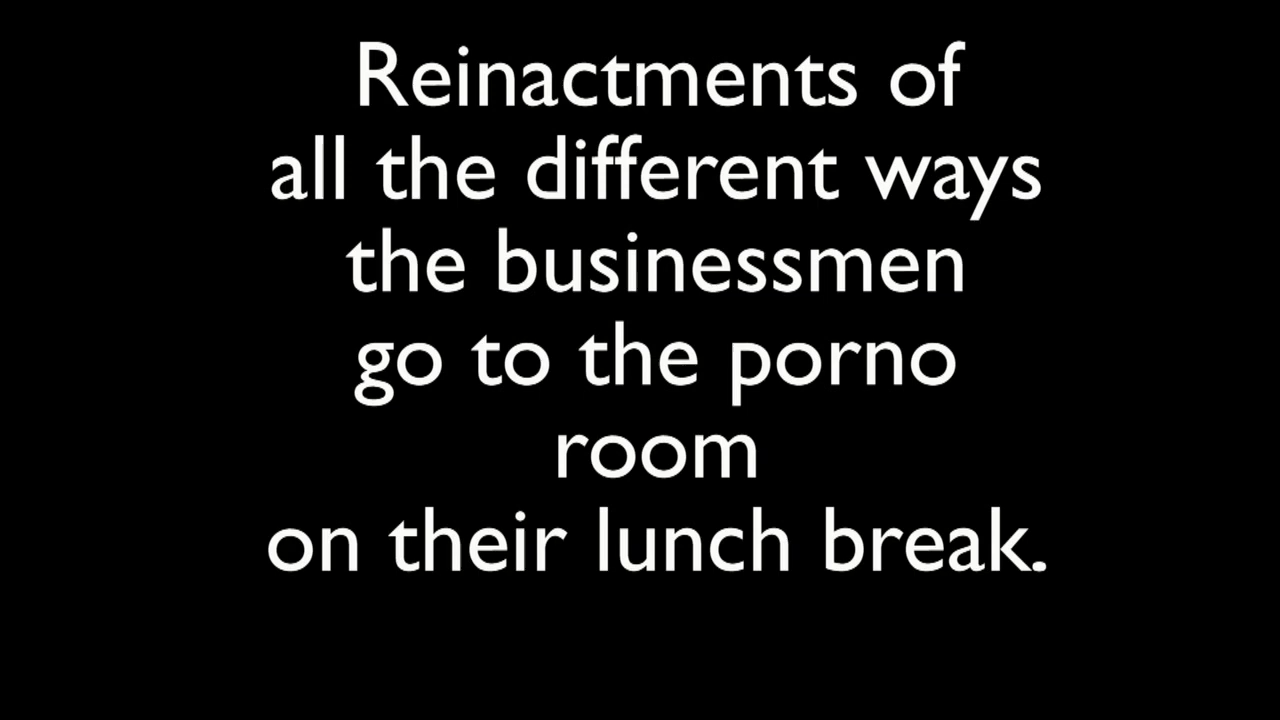 Reinactments of
all the different ways
the businessmen
go to the porno
room
on their lunch break.